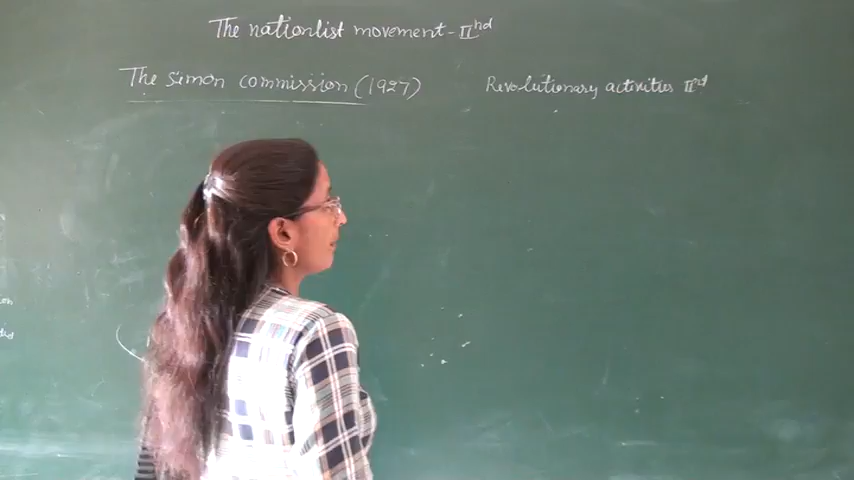 The nationlist movement - IInd
The Simon commission (1927)
Revolutionary activities IInd